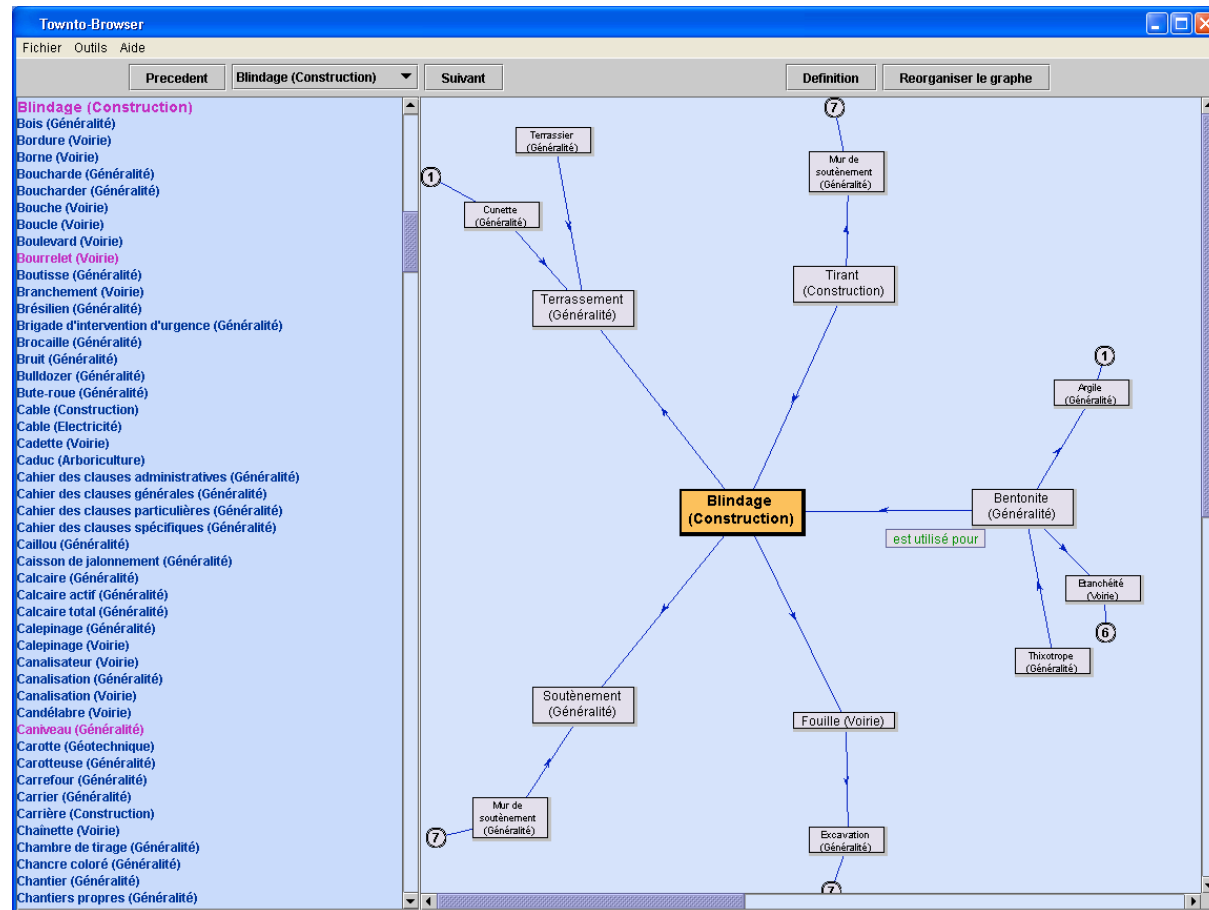 Townto-Browser
Fichier Outils Aide
Precedent
Blindage (Construction)
Suivant
Definition
Reorganiser le graphe
Blindage (Construction)
Bois (Généralité)
Bordure (Voirie)
Borne (Voirie)
Boucharde (Généralité)
Boucharder (Généralité)
Bouche (Voirie)
Boucle (Voirie)
Boulevard (Voirie)
Bourrelet (Voirie)
Boutisse (Généralité)
Branchement (Voirie)
Brésilien (Généralité)
Brigade d'intervention d'urgence (Généralité)
Brocaille (Généralité)
Bruit (Généralité)
Bulldozer (Généralité)
Bute-roue (Généralité)
Cable (Construction)
Cable (Electricité)
Cadette (Voirie)
Caduc (Arboriculture)
Cahier des clauses administratives (Généralité)
Cahier des clauses générales (Généralité)
Cahier des clauses particulières (Généralité)
Cahier des clauses spécifiques (Généralité)
Caillou (Généralité)
Caisson de jalonnement (Généralité)
Calcaire (Généralité)
Calcaire actif (Généralité)
Calcaire total (Généralité)
Calepinage (Généralité)
Calepinage (Voirie)
Canalisateur (Voirie)
Canalisation (Généralité)
Canalisation (Voirie)
Candélabre (Voirie)
Caniveau (Généralité)
Carotte (Géotechnique)
Carotteuse (Généralité)
Carrefour (Généralité)
Carrier (Généralité)
Carrière (Construction)
Chaînette (Voirie)
Chambre de tirage (Généralité)
Chancre coloré (Généralité)
Chantier (Généralité)
Chantiers propres (Généralité)
7
Terrassier
(Généralité)
Mur de
soutènement
(Généralité)
1
Cunette
(Généralité)
Tirant
(Construction)
Terrassement
(Généralité)
1
Argile
(Généralité)
Blindage
(Construction)
Bentonite
(Généralité)
est utilisé pour
Etanchéité
(Voirie)
6
Thixotrope
(Généralité)
Soutènement
(Généralité)
Fouille (Voirie)
Mur de
soutènement
(Généralité)
7
Excavation
(Généralité)
7